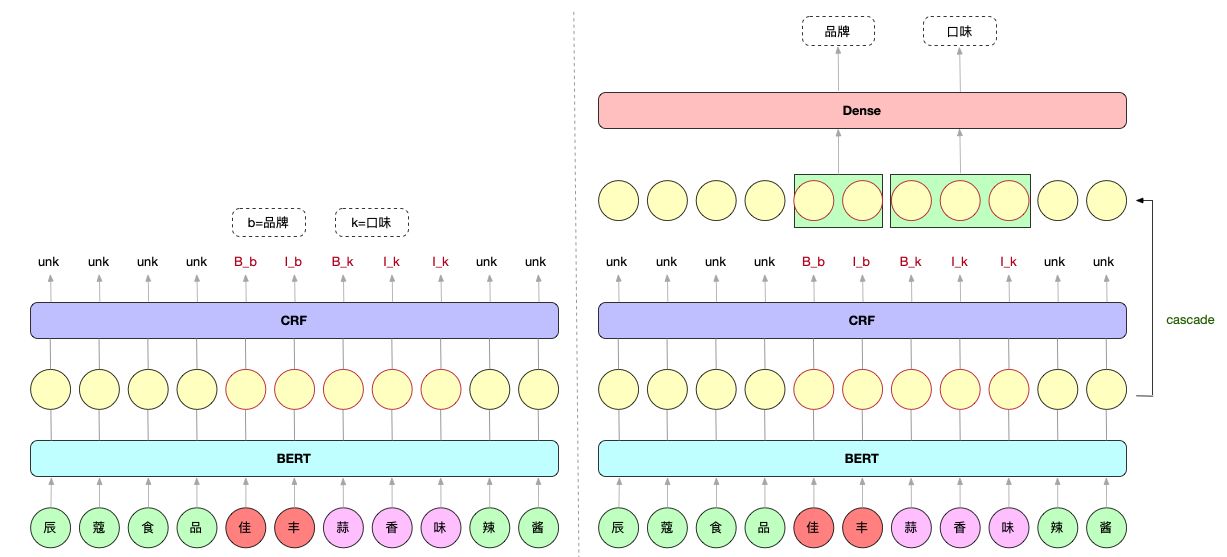 b=品牌 k=口味
unk unk unk unk B_b I_b B_k I_k I_k unk unk
CRF
BERT
辰 蔻 食 品 佳 丰 蒜 香 味 辣 酱
品牌 口味
Dense
unk unk unk unk B_b I_b B_k I_k I_k unk unk
CRF
cascade
BERT
辰 蔻 食 品 佳 丰 蒜 香 味 辣 酱